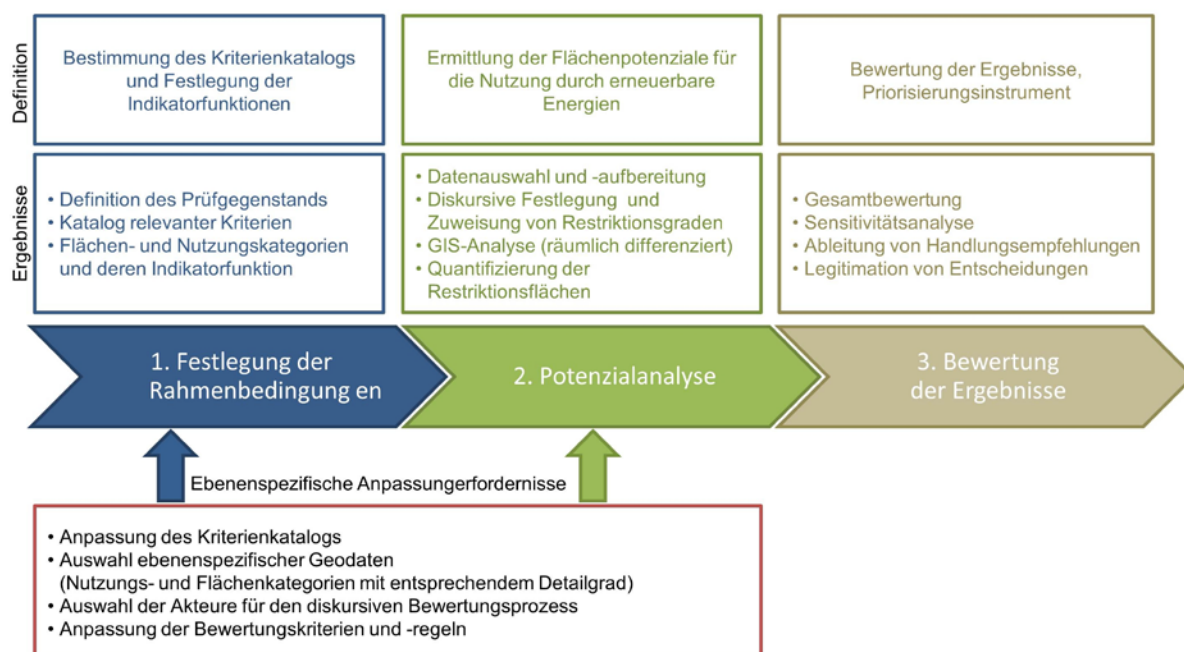 Definition
Bestimmung des Kriterienkatalogs
und Festlegung der
Indikatorfunktionen
Ermittlung der Flächenpotenziale für
die Nutzung durch erneuerbare
Energien
Bewertung der Ergebnisse,
Priorisierungsinstrument
Ergebnisse
• Definition des Prüfgegenstands
• Katalog relevanter Kriterien
• Flächen- und Nutzungskategorien
und deren Indikatorfunktion
• Datenauswahl und -aufbereitung
• Diskursive Festlegung und
Zuweisung von Restriktionsgraden
• GIS-Analyse (räumlich differenziert)
• Quantifizierung der
Restriktionsflächen
• Gesamtbewertung
• Sensitivitätsanalyse
• Ableitung von Handlungsempfehlungen
• Legitimation von Entscheidungen
1. Festlegung der
Rahmenbedingung en
2. Potenzialanalyse
3. Bewertung
der Ergebnisse
Ebenenspezifische Anpassungerfordernisse
• Anpassung des Kriterienkatalogs
• Auswahl ebenenspezifischer Geodaten
(Nutzungs- und Flächenkategorien mit entsprechendem Detailgrad)
• Auswahl der Akteure für den diskursiven Bewertungsprozess
• Anpassung der Bewertungskriterien und -regeln